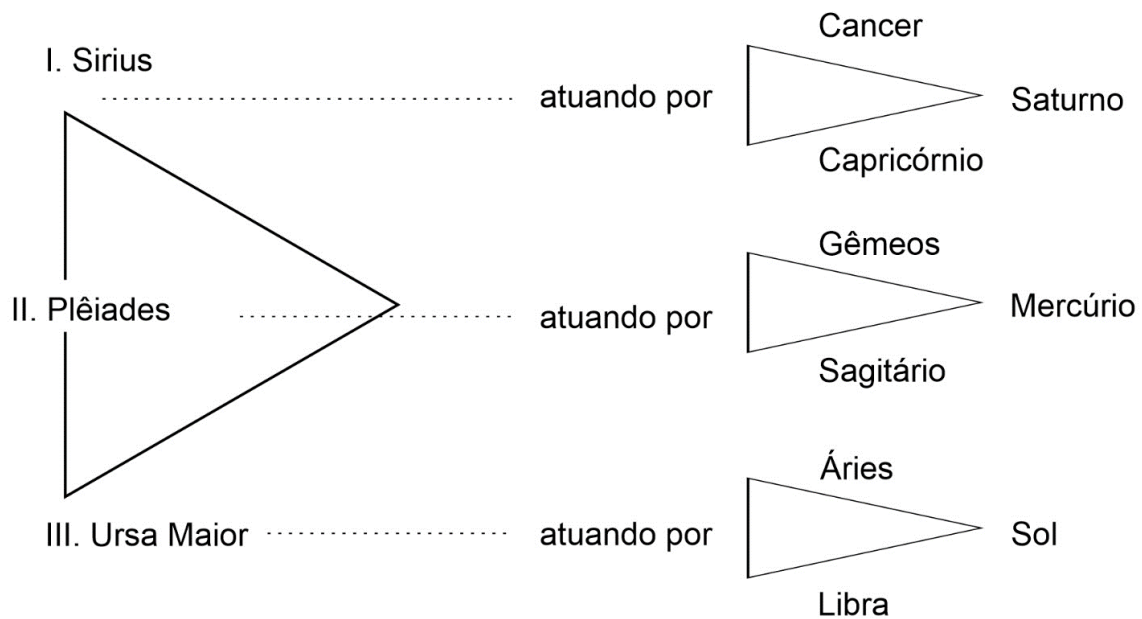 Cancer
I. Sirius
atuando por
Saturno
Capricórnio
Gêmeos
II. Plêiades
atuando por
Mercúrio
Sagitário
Áries
III. Ursa Maior
atuando por
Sol
Libra